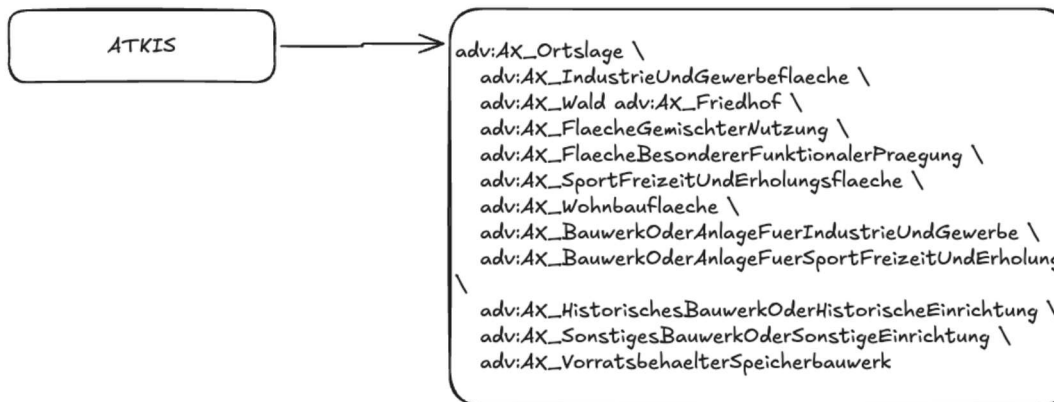 ATKIS
adv:AX_Ortslage \
adv:AX_IndustrieUndGewerbeflaeche \
adv:AX_Wald adv:AX_Friedhof \
adv:AX_FlaecheGemischterNutzung \
adv:AX_FlaecheBesondererFunktionalerPraegung \
adv:AX_SportFreizeitUndErholungsflaeche \
adv:AX_Wohnbauflaeche \
adv:AX_BauwerkOderAnlageFuerIndustrieUndGewerbe \
adv:AX_BauwerkOderAnlageFuerSportFreizeitUndErholung
\
adv:AX_HistorischesBauwerkOderHistorischeEinrichtung \
adv:AX_SonstigesBauwerkOderSonstigeEinrichtung \
adv:AX_VorratsbehaelterSpeicherbauwerk